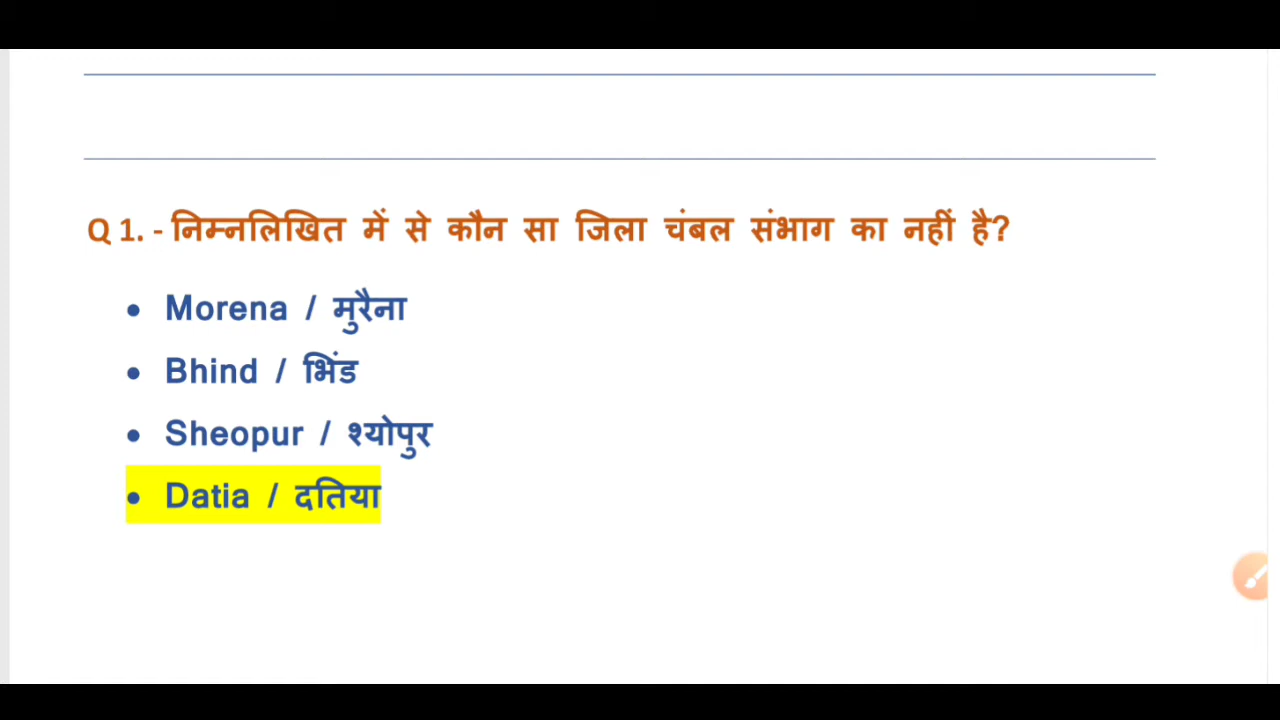 Q 1. - निम्नलिखित में से कौन सा जिला चंबल संभाग का नहीं है?
• Morena / मुरैना
• Bhind / भिंड
• Sheopur / श्योपुर
• Datia / दतिया